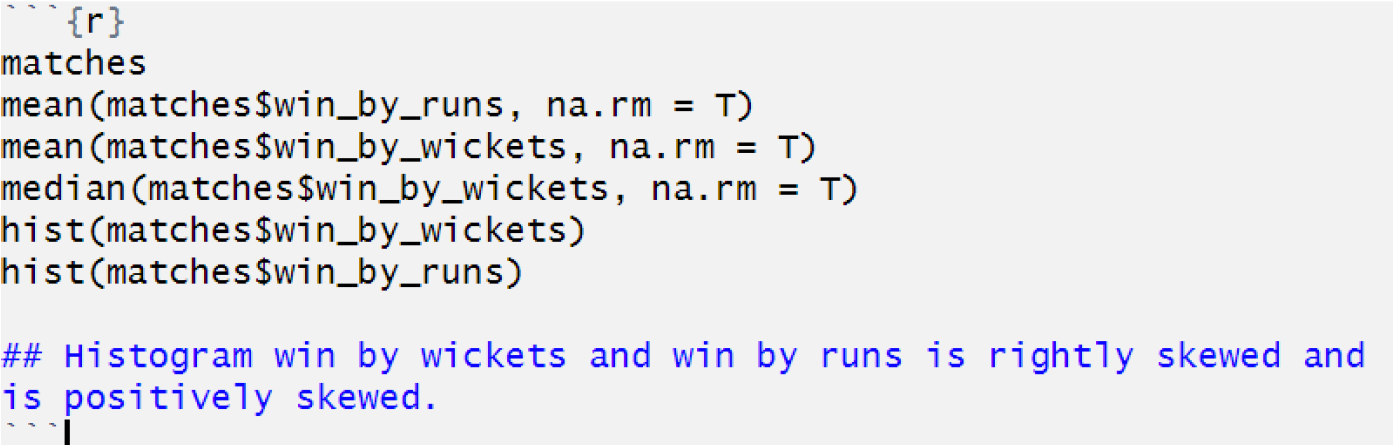 ```{r}
matches
mean(matches$win_by_runs, na.rm = T)
mean(matches$win_by_wickets, na.rm = T)
median(matches$win_by_wickets, na.rm = T)
hist(matches$win_by_wickets)
hist(matches$win_by_runs)
## Histogram win by wickets and win by runs is rightly skewed and
is positively skewed.
```